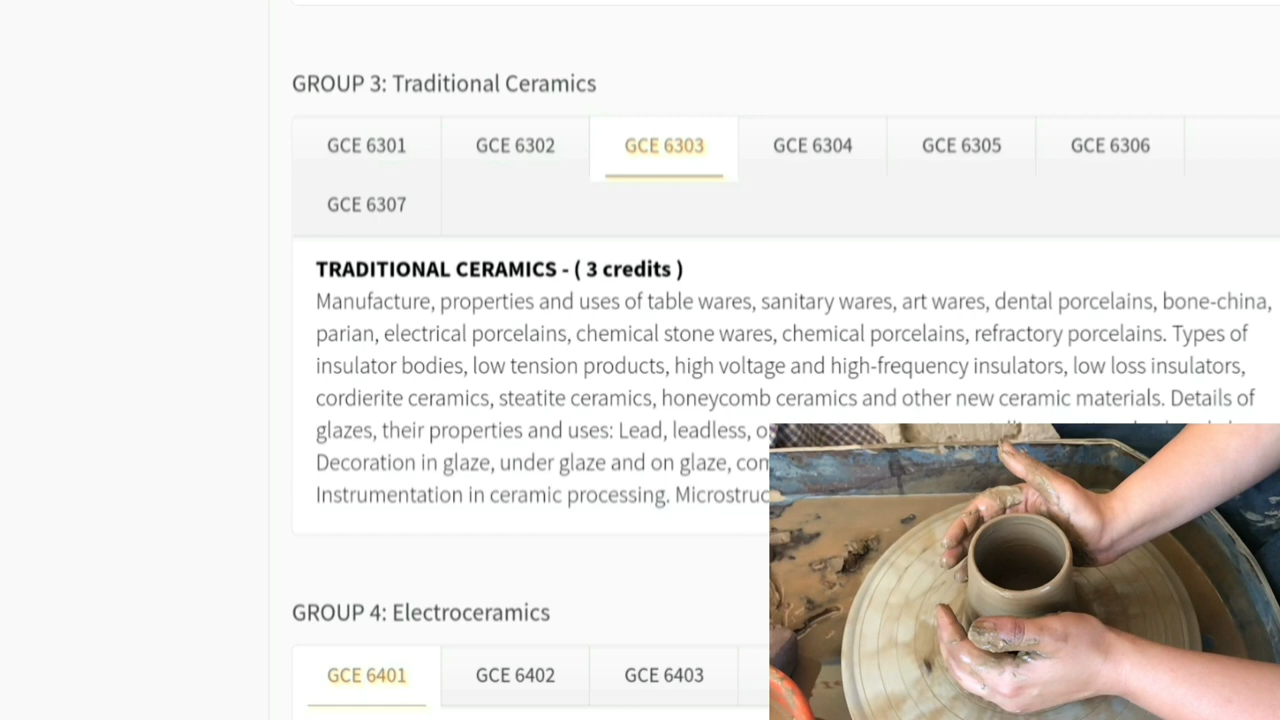 GROUP 3: Traditional Ceramics
GCE 6301 GCE 6302 GCE 6303 GCE 6304 GCE 6305 GCE 6306
GCE 6307
TRADITIONAL CERAMICS - ( 3 credits )
Manufacture, properties and uses of table wares, sanitary wares, art wares, dental porcelains, bone-china,
parian, electrical porcelains, chemical stone wares, chemical porcelains, refractory porcelains. Types of
insulator bodies, low tension products, high voltage and high-frequency insulators, low loss insulators,
cordierite ceramics, steatite ceramics, honeycomb ceramics and other new ceramic materials. Details of
glazes, their properties and uses: Lead, leadless,
Decoration in glaze, under glaze and on glaze,
Instrumentation in ceramic processing.
GROUP 4: Electroceramics
GCE 6401 GCE 6402 GCE 6403